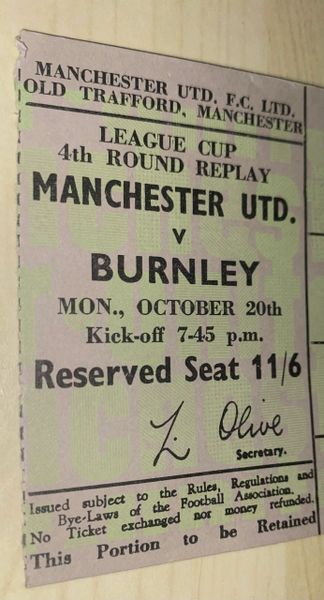 MANCHESTER UTD. F.C. LTD.
OLD TRAFFORD, MANCHESTER
LEAGUE CUP
4th ROUND REPLAY
MANCHESTER UTD.
v
BURNLEY
MON., OCTOBER 20th
Kick-off 7-45 p.m.
Reserved Seat 11/6
L. Olive
Secretary.
Issued subject to the Rules, Regulations and
Bye-Laws of the Football Association.
No Ticket exchanged nor money refunded.
This Portion to be Retained